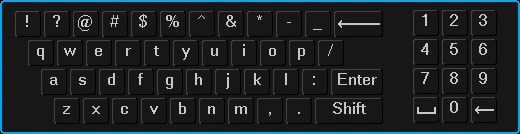 ! ? @ # $ % ^ & * - _ ← 1 2 3
q w e r t y u i o p / 4 5 6
a s d f g h j k l : Enter 7 8 9
z x c v b n m , . Shift ⎵ 0 ←